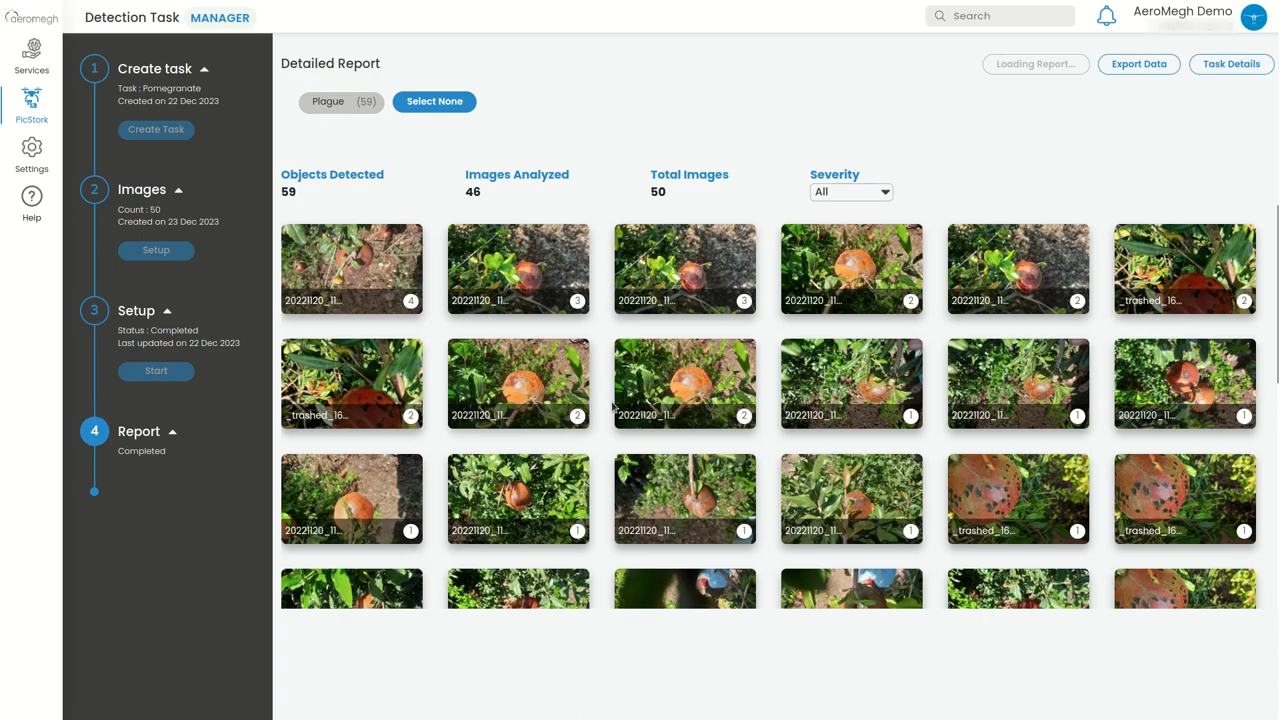 aeromegh
Detection Task MANAGER
Search
AeroMegh Demo
Services
PicStork
Settings
Help
1 Create task
Task : Pomegranate
Created on 22 Dec 2023
Create Task
2 Images
Count : 50
Created on 23 Dec 2023
Setup
3 Setup
Status : Completed
Last updated on 22 Dec 2023
Start
4 Report
Completed
Detailed Report
Loading Report...
Export Data
Task Details
Plague (59)
Select None
Objects Detected
59
Images Analyzed
46
Total Images
50
Severity
All
20221120_11... 4
20221120_11... 3
20221120_11... 3
20221120_11... 2
20221120_11... 2
_trashed_16... 2
_trashed_16... 2
20221120_11... 2
20221120_11... 2
20221120_11... 1
20221120_11... 1
20221120_11... 1
20221120_11... 1
20221120_11... 1
20221120_11... 1
20221120_11... 1
_trashed_16... 1
_trashed_16... 1